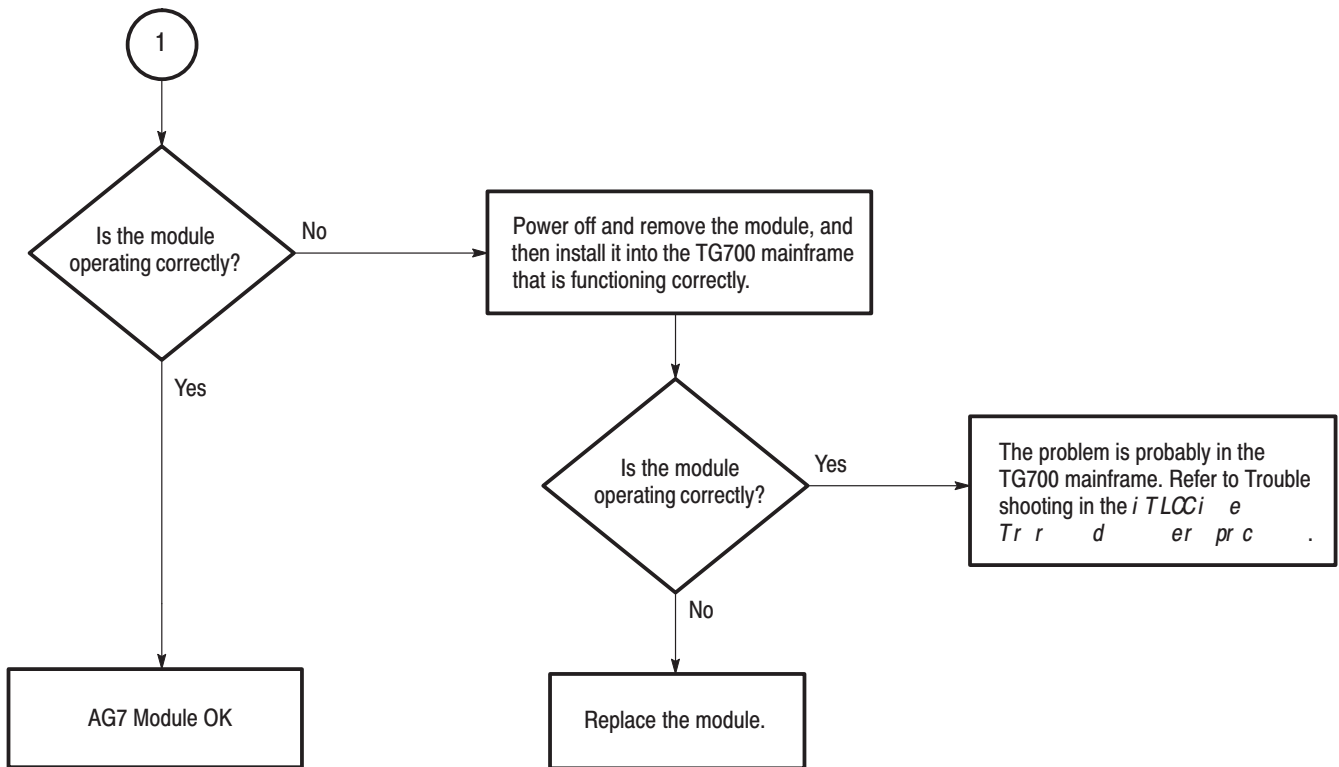 1
Is the module
operating correctly?
No
Power off and remove the module, and
then install it into the TG700 mainframe
that is functioning correctly.
Yes
Is the module
operating correctly?
Yes
The problem is probably in the
TG700 mainframe. Refer to Trouble
shooting in the
No
AG7 Module OK
Replace the module.